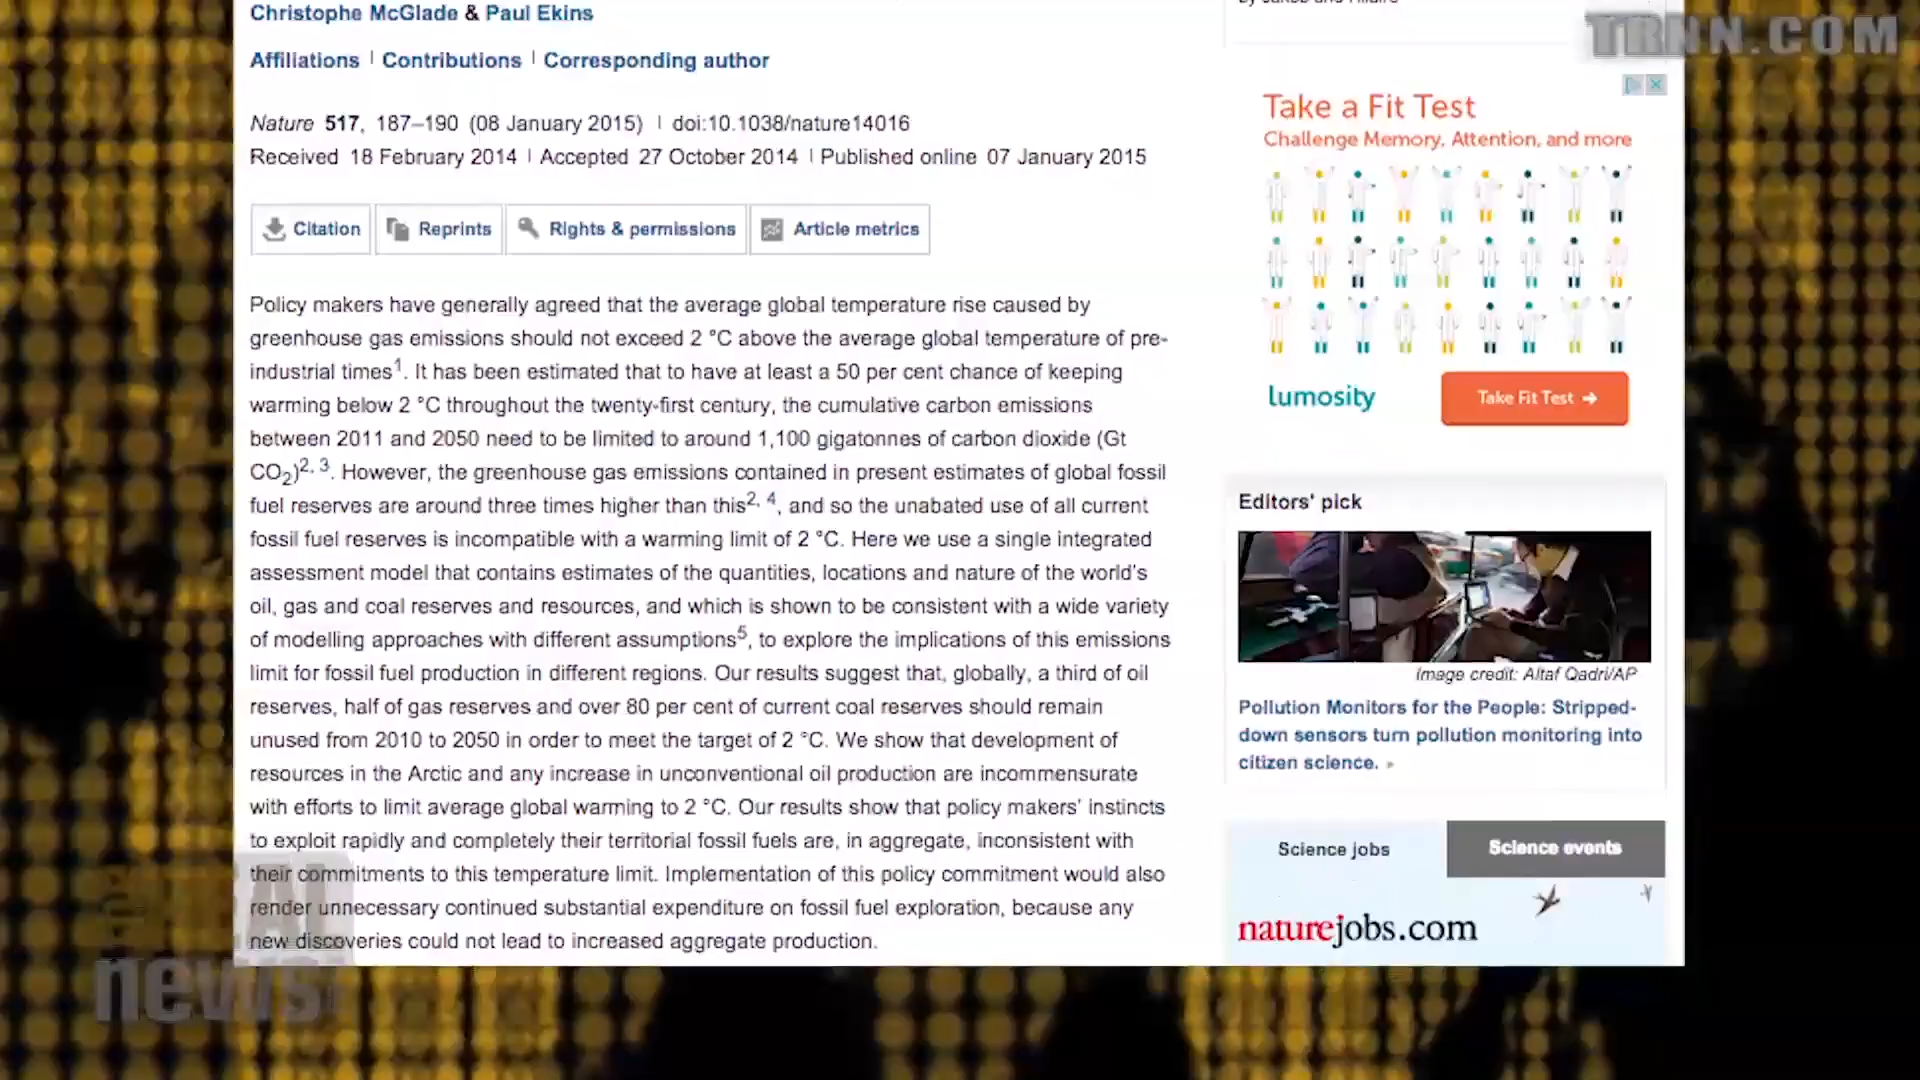 Christophe McGlade & Paul Ekins
Affiliations | Contributions | Corresponding author
Nature 517, 187–190 (08 January 2015) | doi:10.1038/nature14016
Received 18 February 2014 | Accepted 27 October 2014 | Published online 07 January 2015
Citation
Reprints
Rights & permissions
Article metrics
Policy makers have generally agreed that the average global temperature rise caused by
greenhouse gas emissions should not exceed 2 °C above the average global temperature of pre-
industrial times1. It has been estimated that to have at least a 50 per cent chance of keeping
warming below 2 °C throughout the twenty-first century, the cumulative carbon emissions
between 2011 and 2050 need to be limited to around 1,100 gigatonnes of carbon dioxide (Gt
CO2)2, 3. However, the greenhouse gas emissions contained in present estimates of global fossil
fuel reserves are around three times higher than this2, 4, and so the unabated use of all current
fossil fuel reserves is incompatible with a warming limit of 2 °C. Here we use a single integrated
assessment model that contains estimates of the quantities, locations and nature of the world's
oil, gas and coal reserves and resources, and which is shown to be consistent with a wide variety
of modelling approaches with different assumptions5, to explore the implications of this emissions
limit for fossil fuel production in different regions. Our results suggest that, globally, a third of oil
reserves, half of gas reserves and over 80 per cent of current coal reserves should remain
unused from 2010 to 2050 in order to meet the target of 2 °C. We show that development of
resources in the Arctic and any increase in unconventional oil production are incommensurate
with efforts to limit average global warming to 2 °C. Our results show that policy makers' instincts
to exploit rapidly and completely their territorial fossil fuels are, in aggregate, inconsistent with
their commitments to this temperature limit. Implementation of this policy commitment would also
render unnecessary continued substantial expenditure on fossil fuel exploration, because any
new discoveries could not lead to increased aggregate production.
TRNN.COM
Take a Fit Test
Challenge Memory, Attention, and more
lumosity
Take Fit Test →
Editors' pick
Image credit: Altaf Qadri/AP
Pollution Monitors for the People: Stripped-
down sensors turn pollution monitoring into
citizen science. »
Science jobs
Science events
naturejobs.com
news